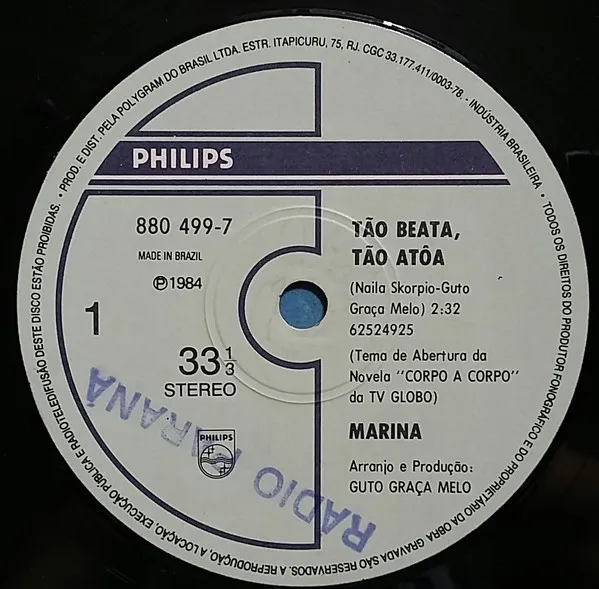 • PROD. E DIST. PELA POLYGRAM DO BRASIL LTDA. ESTR. ITAPICURU, 75, RJ. CGC 33.177.411/0003-78. - INDÚSTRIA BRASILEIRA • TODOS OS DIREITOS DO PRODUTOR FONOGRÁFICO E DO PROPRIETÁRIO DA OBRA GRAVADA SÃO RESERVADOS. A REPRODUÇÃO, A LOCAÇÃO, EXECUÇÃO PÚBLICA E RADIOTELEDIFUSÃO DESTE DISCO ESTÃO PROIBIDAS.
PHILIPS
880 499-7
MADE IN BRAZIL
Ⓟ1984
1
33 1/3
STEREO
PHILIPS
TÃO BEATA,
TÃO ATÔA
(Naila Skorpio-Guto
Graça Melo) 2:32
62524925
(Tema de Abertura da
Novela "CORPO A CORPO"
da TV GLOBO)
MARINA
Arranjo e Produção:
GUTO GRAÇA MELO
RÁDIO PARANÁ